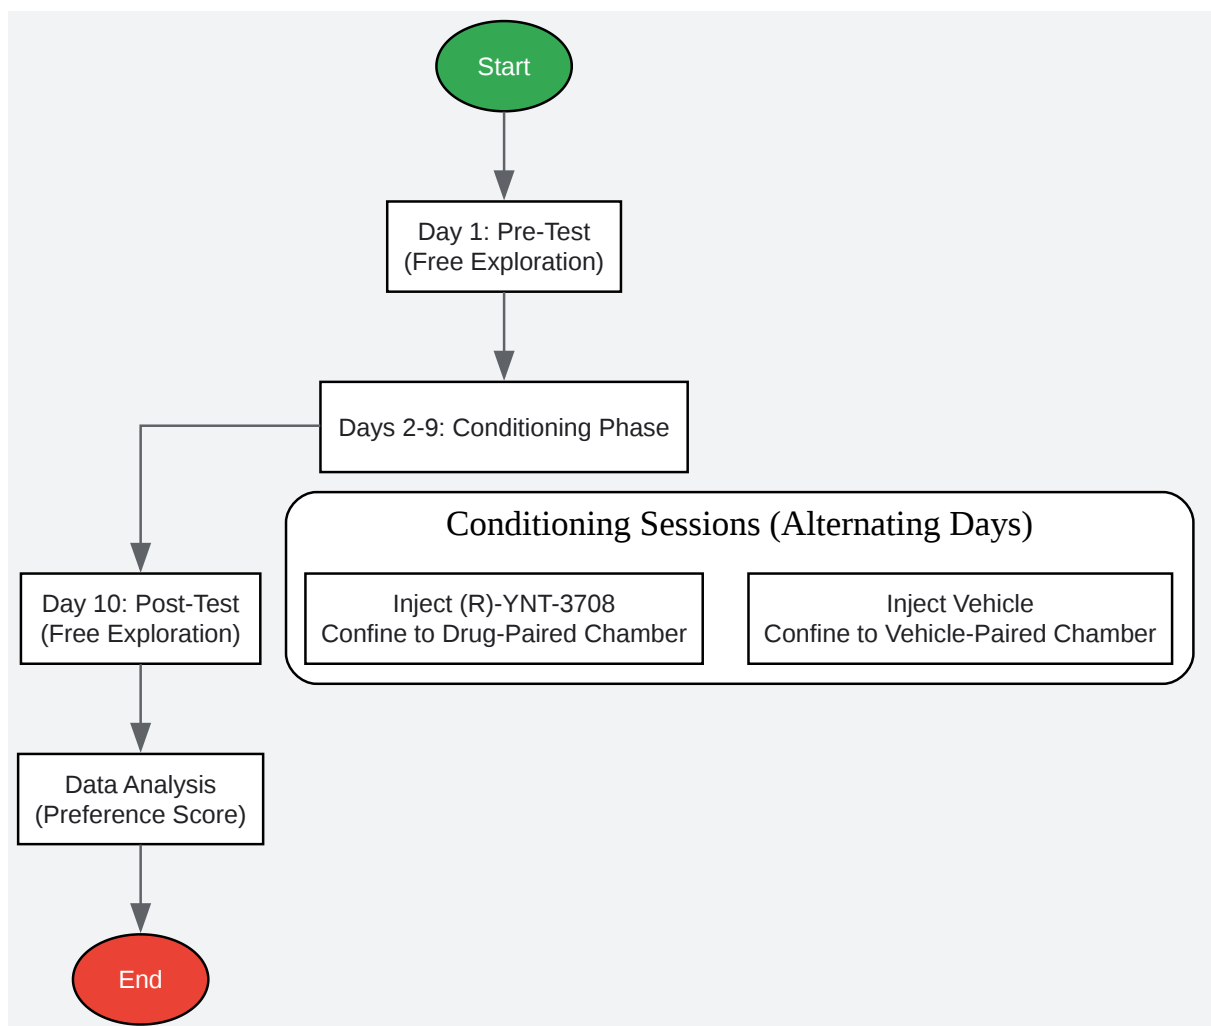 Start
Day 1: Pre-Test
(Free Exploration)
Days 2-9: Conditioning Phase
Conditioning Sessions (Alternating Days)
Inject (R)-YNT-3708
Confine to Drug-Paired Chamber
Inject Vehicle
Confine to Vehicle-Paired Chamber
Day 10: Post-Test
(Free Exploration)
Data Analysis
(Preference Score)
End